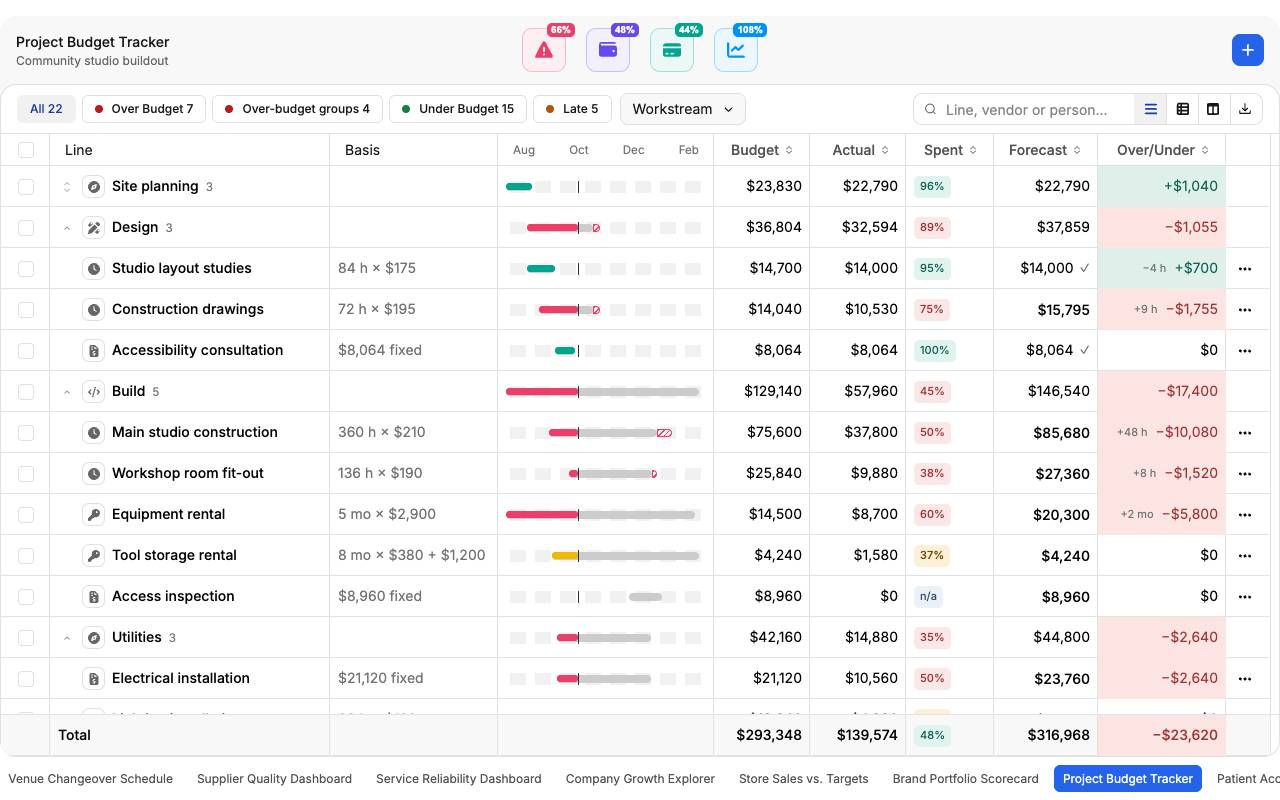 Project Budget Tracker
Community studio buildout
66%
48%
44%
108%
All 22
Over Budget 7
Over-budget groups 4
Under Budget 15
Late 5
Workstream
Line, vendor or person...
Line Basis Aug Oct Dec Feb Budget Actual Spent Forecast Over/Under
Site planning 3 $23,830 $22,790 96% $22,790 +$1,040
Design 3 $36,804 $32,594 89% $37,859 −$1,055
Studio layout studies 84 h × $175 $14,700 $14,000 95% $14,000 ✓ −4 h +$700
Construction drawings 72 h × $195 $14,040 $10,530 75% $15,795 +9 h −$1,755
Accessibility consultation $8,064 fixed $8,064 $8,064 100% $8,064 ✓ $0
Build 5 $129,140 $57,960 45% $146,540 −$17,400
Main studio construction 360 h × $210 $75,600 $37,800 50% $85,680 +48 h −$10,080
Workshop room fit-out 136 h × $190 $25,840 $9,880 38% $27,360 +8 h −$1,520
Equipment rental 5 mo × $2,900 $14,500 $8,700 60% $20,300 +2 mo −$5,800
Tool storage rental 8 mo × $380 + $1,200 $4,240 $1,580 37% $4,240 $0
Access inspection $8,960 fixed $8,960 $0 n/a $8,960 $0
Utilities 3 $42,160 $14,880 35% $44,800 −$2,640
Electrical installation $21,120 fixed $21,120 $10,560 50% $23,760 −$2,640
Total $293,348 $139,574 48% $316,968 −$23,620
Venue Changeover Schedule Supplier Quality Dashboard Service Reliability Dashboard Company Growth Explorer Store Sales vs. Targets Brand Portfolio Scorecard Project Budget Tracker Patient Acc